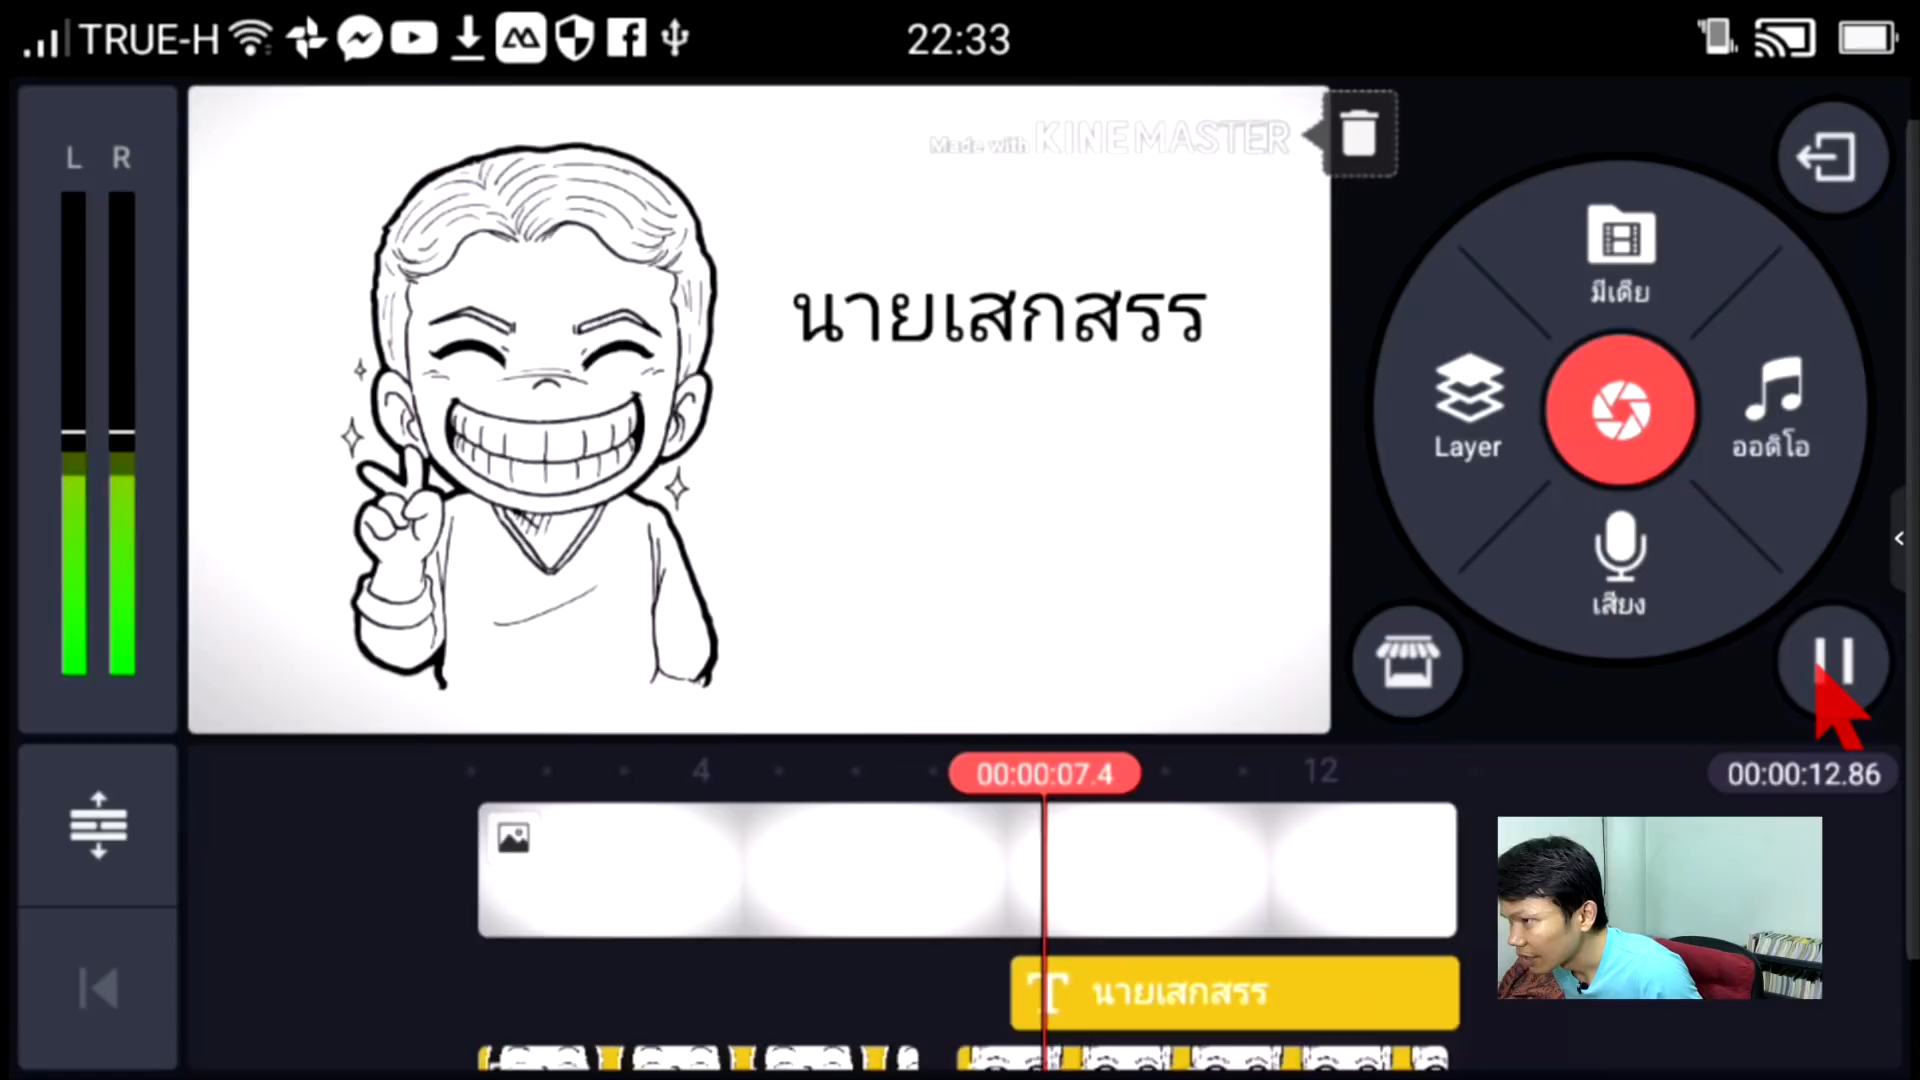 TRUE-H
22:33
L R
Made with KINEMASTER
มีเดีย
นายเสกสรร
Layer
ออดิโอ
เสียง
4
00:00:07.4
12
00:00:12.86
T นายเสกสรร